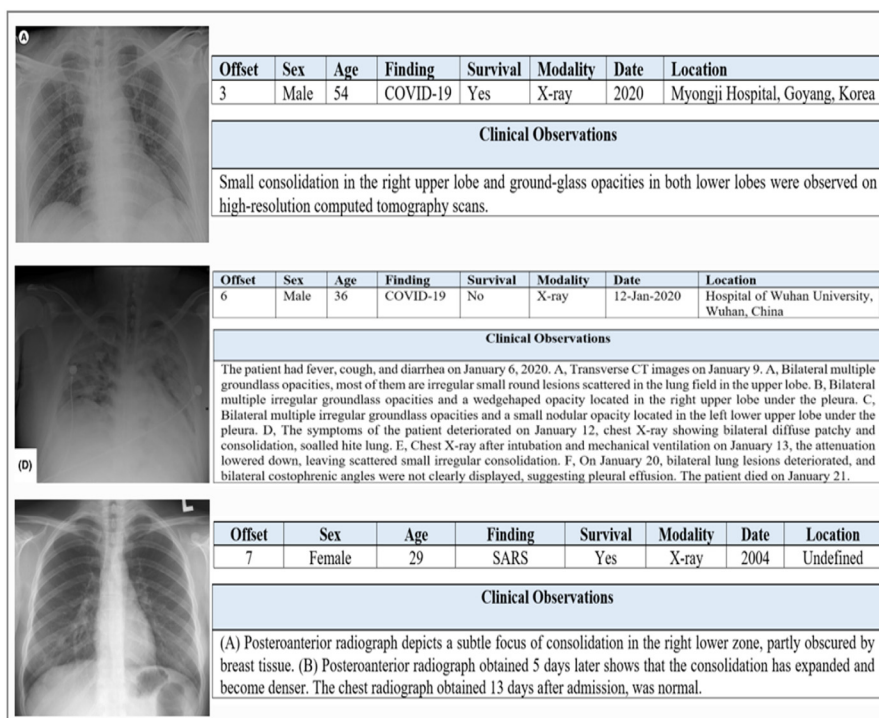 A
Offset Sex Age Finding Survival Modality Date Location
3 Male 54 COVID-19 Yes X-ray 2020 Myongji Hospital, Goyang, Korea
Clinical Observations
Small consolidation in the right upper lobe and ground-glass opacities in both lower lobes were observed on
high-resolution computed tomography scans.
(D)
Offset Sex Age Finding Survival Modality Date Location
6 Male 36 COVID-19 No X-ray 12-Jan-2020 Hospital of Wuhan University,
Wuhan, China
Clinical Observations
The patient had fever, cough, and diarrhea on January 6, 2020. A, Transverse CT images on January 9. A, Bilateral multiple
groundlass opacities, most of them are irregular small round lesions scattered in the lung field in the upper lobe. B, Bilateral
multiple irregular groundlass opacities and a wedgehaped opacity located in the right upper lobe under the pleura. C,
Bilateral multiple irregular groundlass opacities and a small nodular opacity located in the left lower upper lobe under the
pleura. D, The symptoms of the patient deteriorated on January 12, chest X-ray showing bilateral diffuse patchy and
consolidation, soalled hite lung. E, Chest X-ray after intubation and mechanical ventilation on January 13, the attenuation
lowered down, leaving scattered small irregular consolidation. F, On January 20, bilateral lung lesions deteriorated, and
bilateral costophrenic angles were not clearly displayed, suggesting pleural effusion. The patient died on January 21.
L
Offset Sex Age Finding Survival Modality Date Location
7 Female 29 SARS Yes X-ray 2004 Undefined
Clinical Observations
(A) Posteroanterior radiograph depicts a subtle focus of consolidation in the right lower zone, partly obscured by
breast tissue. (B) Posteroanterior radiograph obtained 5 days later shows that the consolidation has expanded and
become denser. The chest radiograph obtained 13 days after admission, was normal.